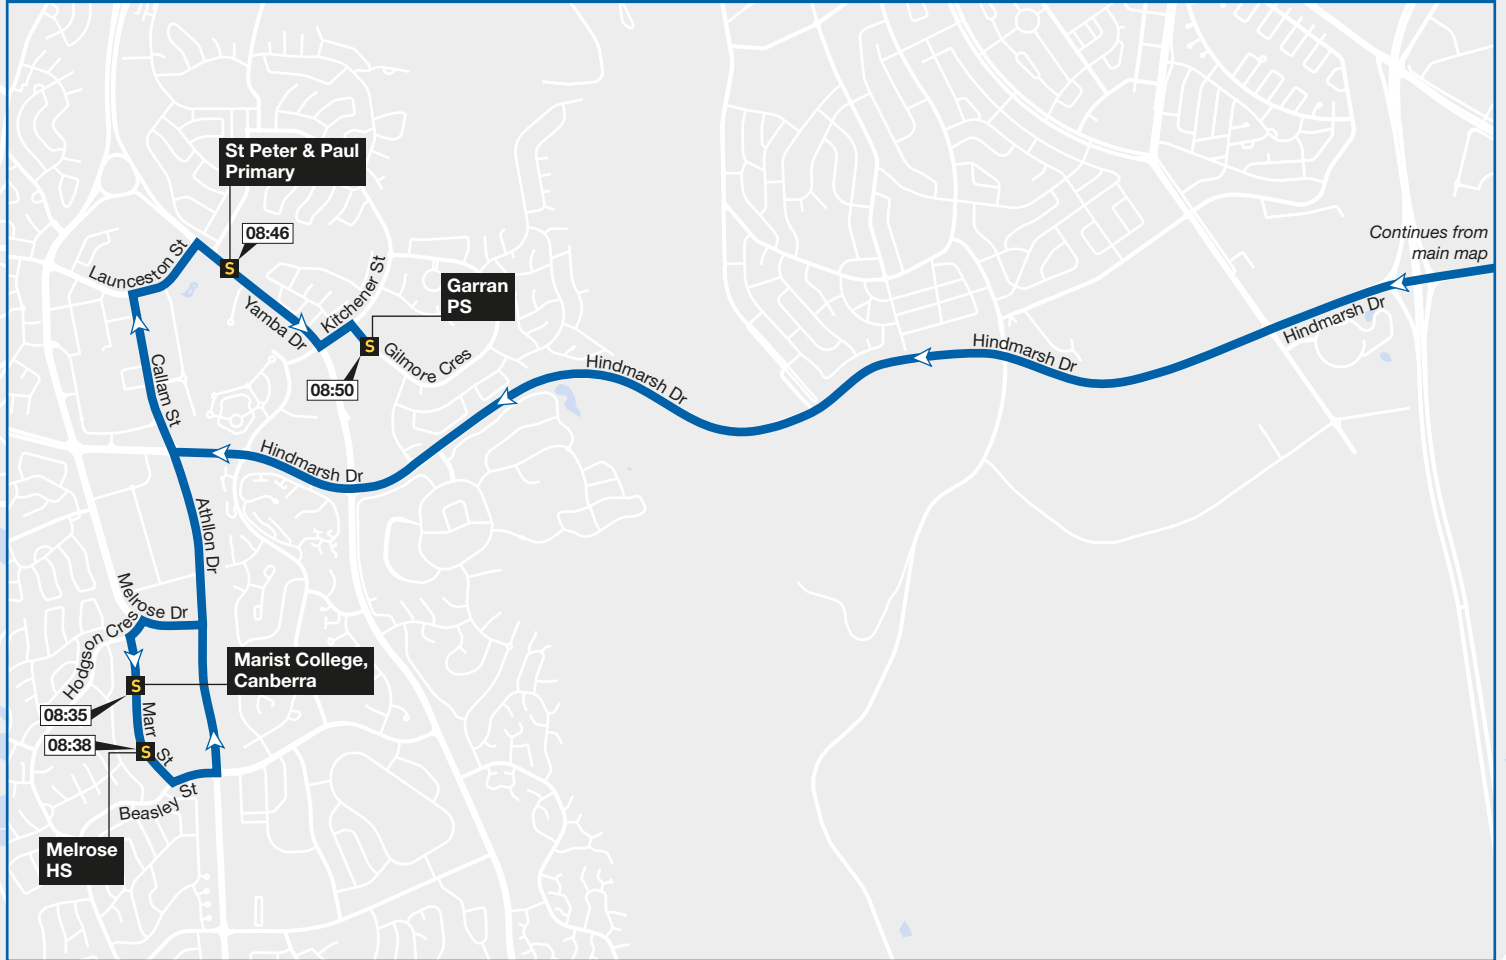 St Peter & Paul
Primary
08:46
Continues from
main map
Launceston St
Kitchener St
Garran
PS
Yamba Dr
Gilmore Cres
Hindmarsh Dr
Hindmarsh Dr
Hindmarsh Dr
08:50
Callam St
Hindmarsh Dr
Athllon Dr
Melrose Dr
Hodgson Cres
Marist College,
Canberra
S
S
S
S
08:35
Marr St
08:38
Beasley St
Melrose
HS